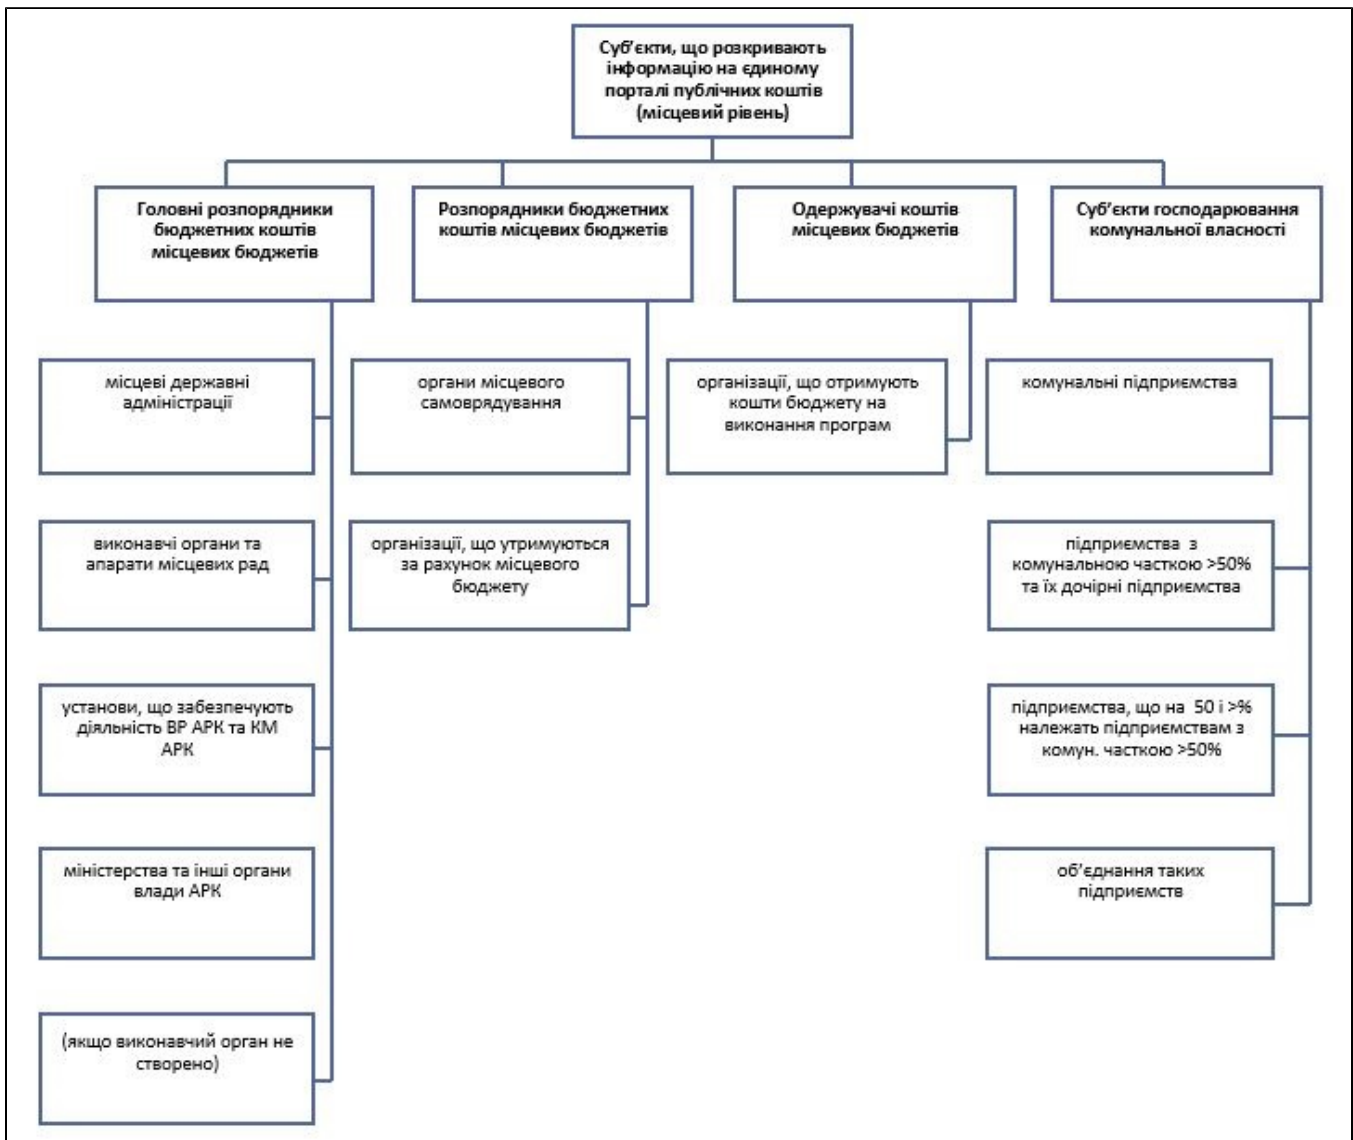 Суб’єкти, що розкривають
інформацію на єдиному
порталі публічних коштів
(місцевий рівень)
Головні розпорядники
бюджетних коштів
місцевих бюджетів
Розпорядники бюджетних
коштів місцевих бюджетів
Одержувачі коштів
місцевих бюджетів
Суб’єкти господарювання
комунальної власності
місцеві державні
адміністрації
виконавчі органи та
апарати місцевих рад
установи, що забезпечують
діяльність ВР АРК та КМ
АРК
міністерства та інші органи
влади АРК
(якщо виконавчий орган не
створено)
органи місцевого
самоврядування
організації, що утримуються
за рахунок місцевого
бюджету
організації, що отримують
кошти бюджету на
виконання програм
комунальні підприємства
підприємства з
комунальною часткою >50%
та їх дочірні підприємства
підприємства, що на 50 і >%
належать підприємствам з
комун. часткою >50%
об’єднання таких
підприємств